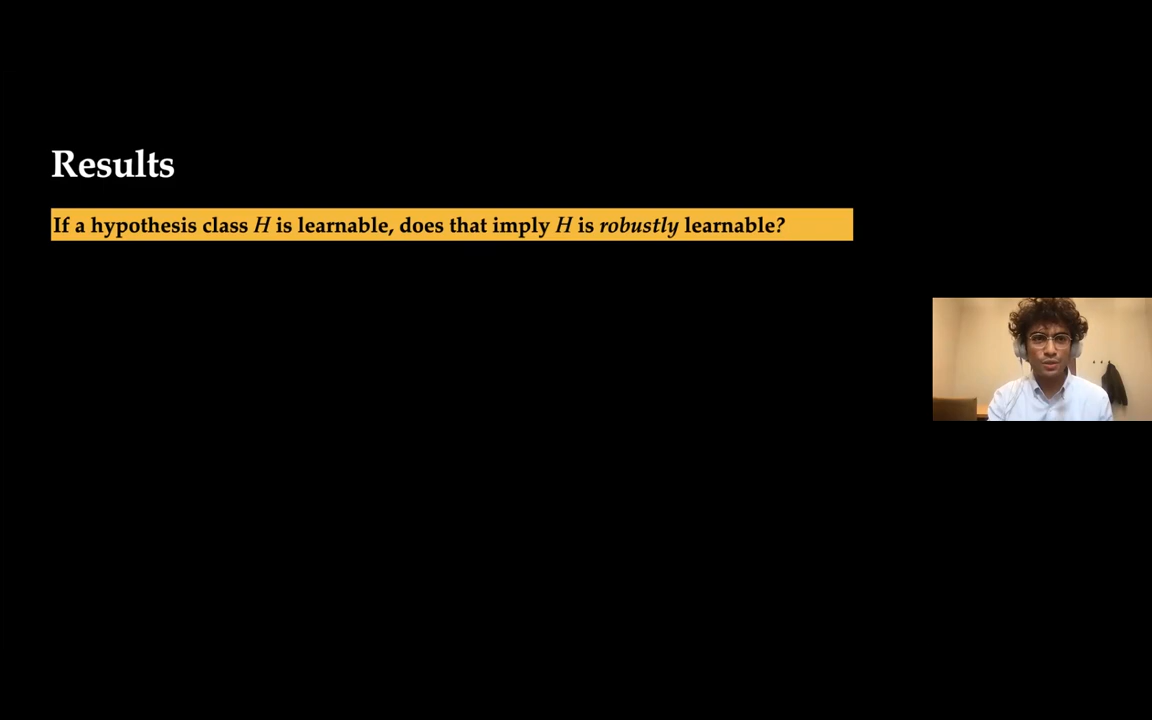 Results
If a hypothesis class H is learnable, does that imply H is robustly learnable?